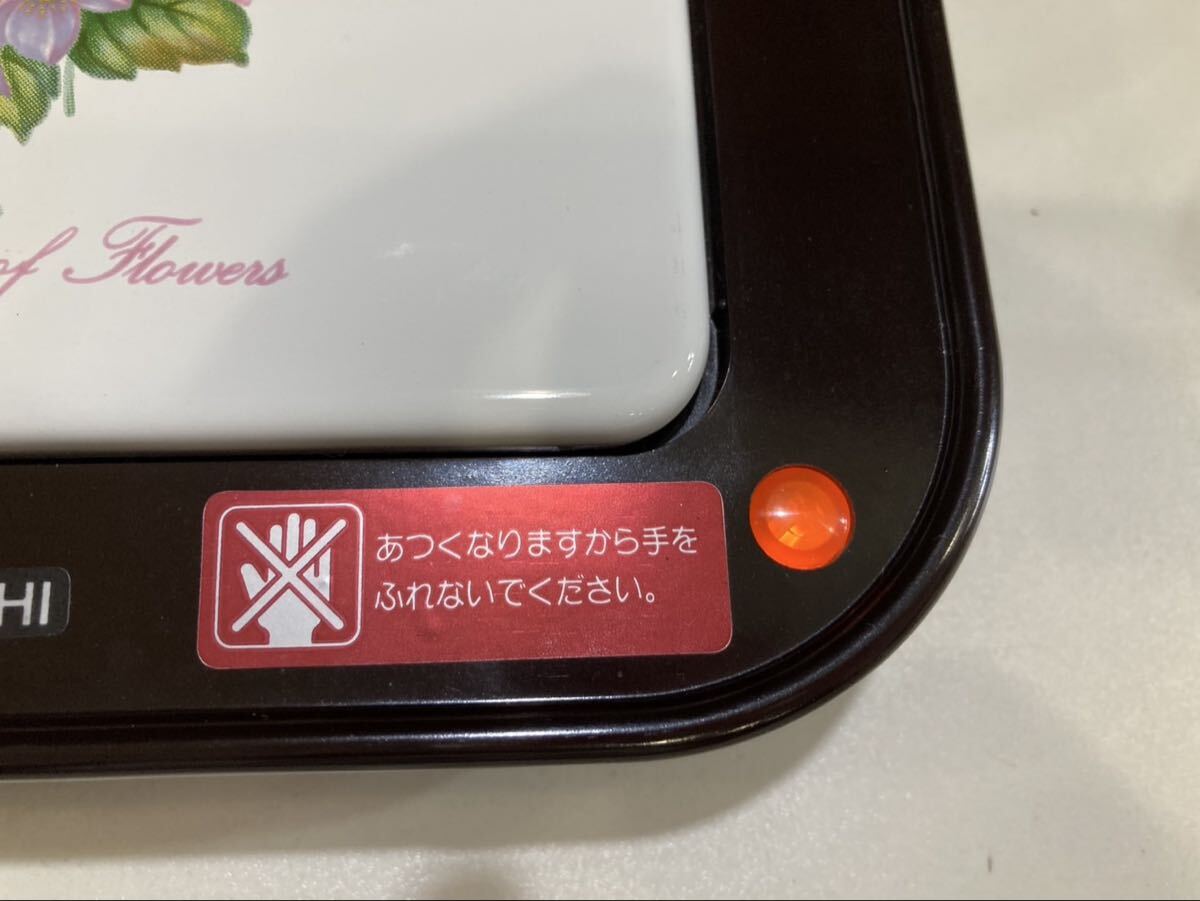 of Flowers
HI
あつくなりますから手を
ふれないでください。